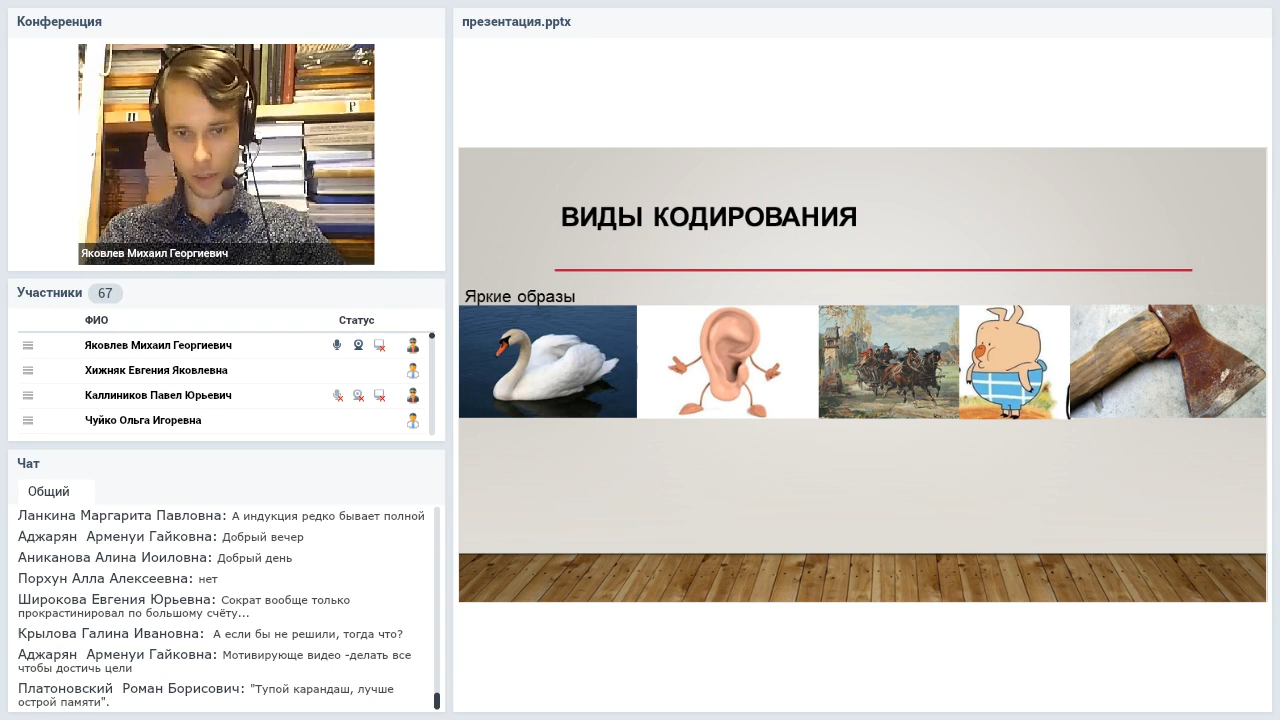 Конференция
Яковлев Михаил Георгиевич
Участники 67
ФИО Статус
Яковлев Михаил Георгиевич
Хижняк Евгения Яковлевна
Каллиников Павел Юрьевич
Чуйко Ольга Игоревна
Чат
Общий
Ланкина Маргарита Павловна: А индукция редко бывает полной
Аджарян Арменуи Гайковна: Добрый вечер
Аниканова Алина Иоиловна: Добрый день
Порхун Алла Алексеевна: нет
Широкова Евгения Юрьевна: Сократ вообще только
прокрастинировал по большому счёту...
Крылова Галина Ивановна: А если бы не решили, тогда что?
Аджарян Арменуи Гайковна: Мотивирующе видео -делать все
чтобы достичь цели
Платоновский Роман Борисович: "Тупой карандаш, лучше
острой памяти".
презентация.pptx
ВИДЫ КОДИРОВАНИЯ
Яркие образы